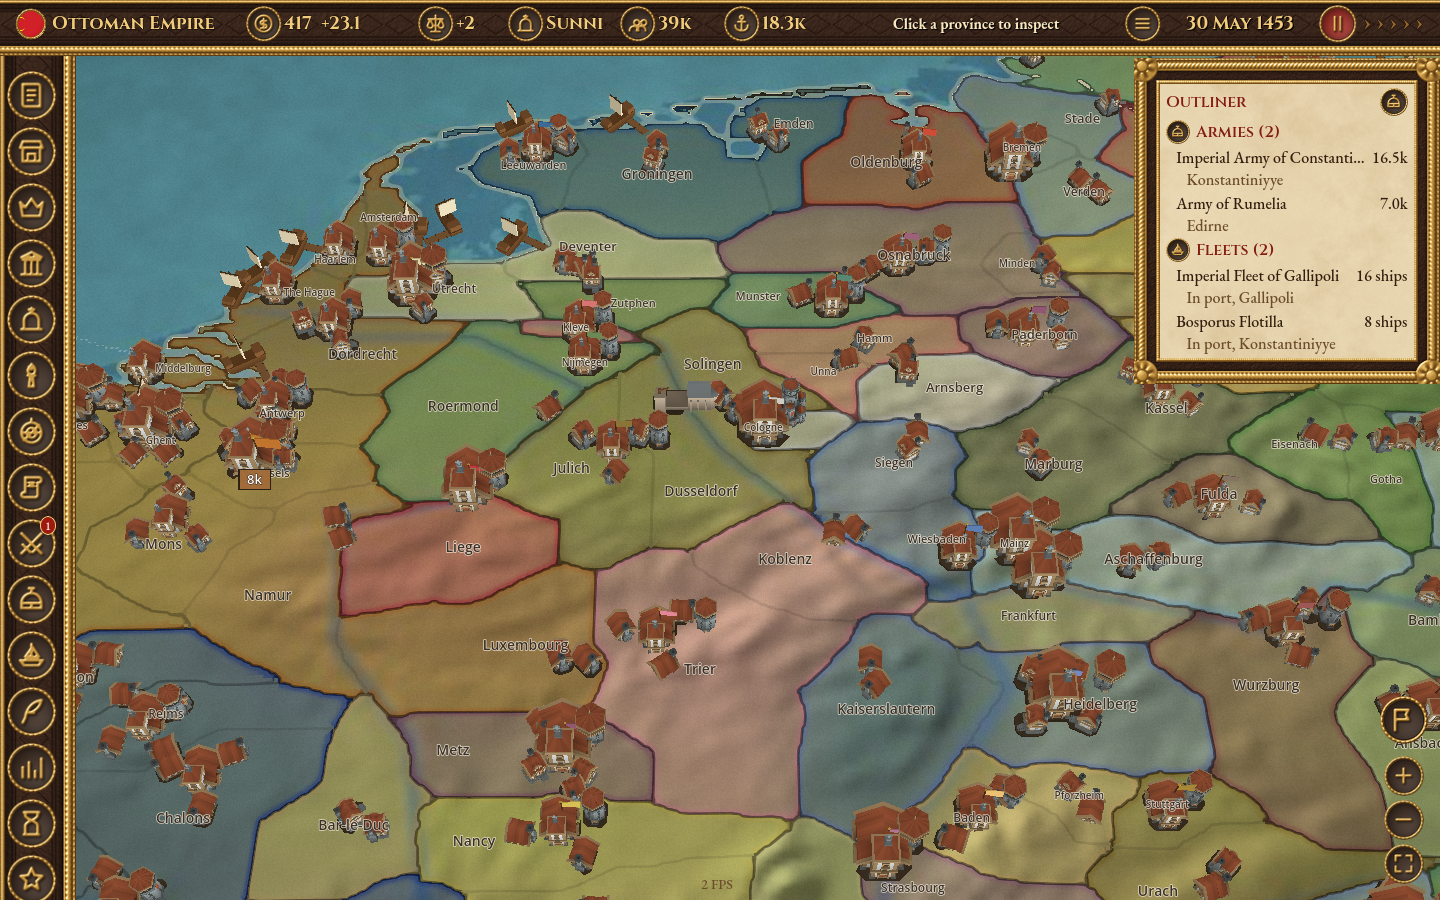 OTTOMAN EMPIRE 417 +23.1 +2 SUNNI 39K 18.3K Click a province to inspect 30 MAY 1453
OUTLINER
ARMIES (2)
Imperial Army of Constanti... 16.5k
Konstantiniyye
Army of Rumelia 7.0k
Edirne
FLEETS (2)
Imperial Fleet of Gallipoli 16 ships
In port, Gallipoli
Bosporus Flotilla 8 ships
In port, Konstantiniyye
1
Stade
Emden
Bremen
Leeuwarden
Oldenburg
Groningen
Verden
Amsterdam
Deventer
Osnabruck
Haarlem
Minden
Utrecht
The Hague
Munster
Zutphen
Kleve
Paderborn
Hamm
Dordrecht
Nijmegen
Solingen
Middelburg
Unna
Arnsberg
Roermond
Kassel
Antwerp
es
Cologne
Ghent
Eisenach
Siegen
Marburg
Julich
sels
8k
Gotha
Dusseldorf
Fulda
Mons
Wiesbaden
Mainz
Liege
Koblenz
Aschaffenburg
Namur
Frankfurt
Bam
Luxembourg
Trier
on
Wurzburg
Heidelberg
Kaiserslautern
Reims
Ansbac
Metz
Pforzheim
Stuttgart
Chalons
Baden
Bar-le-Duc
Nancy
2 FPS
Strasbourg
Urach